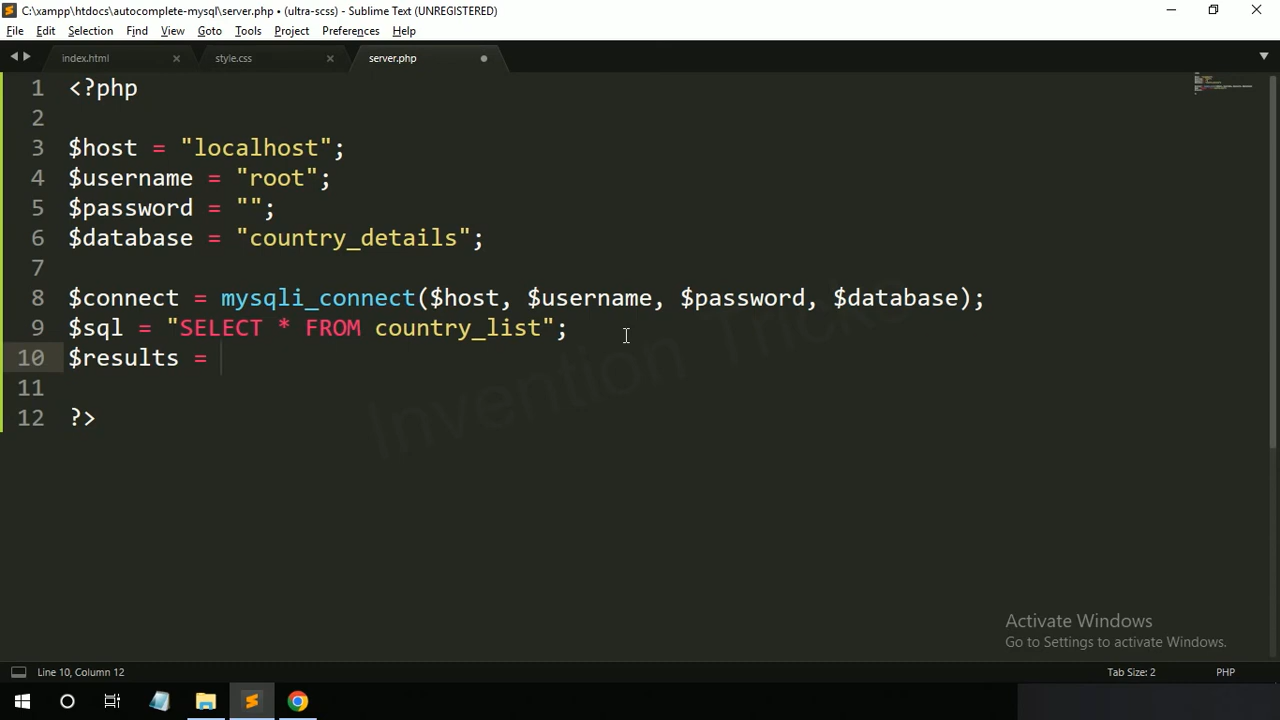 C:\xampp\htdocs\autocomplete-mysql\server.php • (ultra-scss) - Sublime Text (UNREGISTERED)
File Edit Selection Find View Goto Tools Project Preferences Help
index.html style.css server.php
1 <?php
2
3 $host = "localhost";
4 $username = "root";
5 $password = "";
6 $database = "country_details";
7
8 $connect = mysqli_connect($host, $username, $password, $database);
9 $sql = "SELECT * FROM country_list";
10 $results =
11
12 ?>
Invention Tricks
Activate Windows
Go to Settings to activate Windows.
Line 10, Column 12 Tab Size: 2 PHP